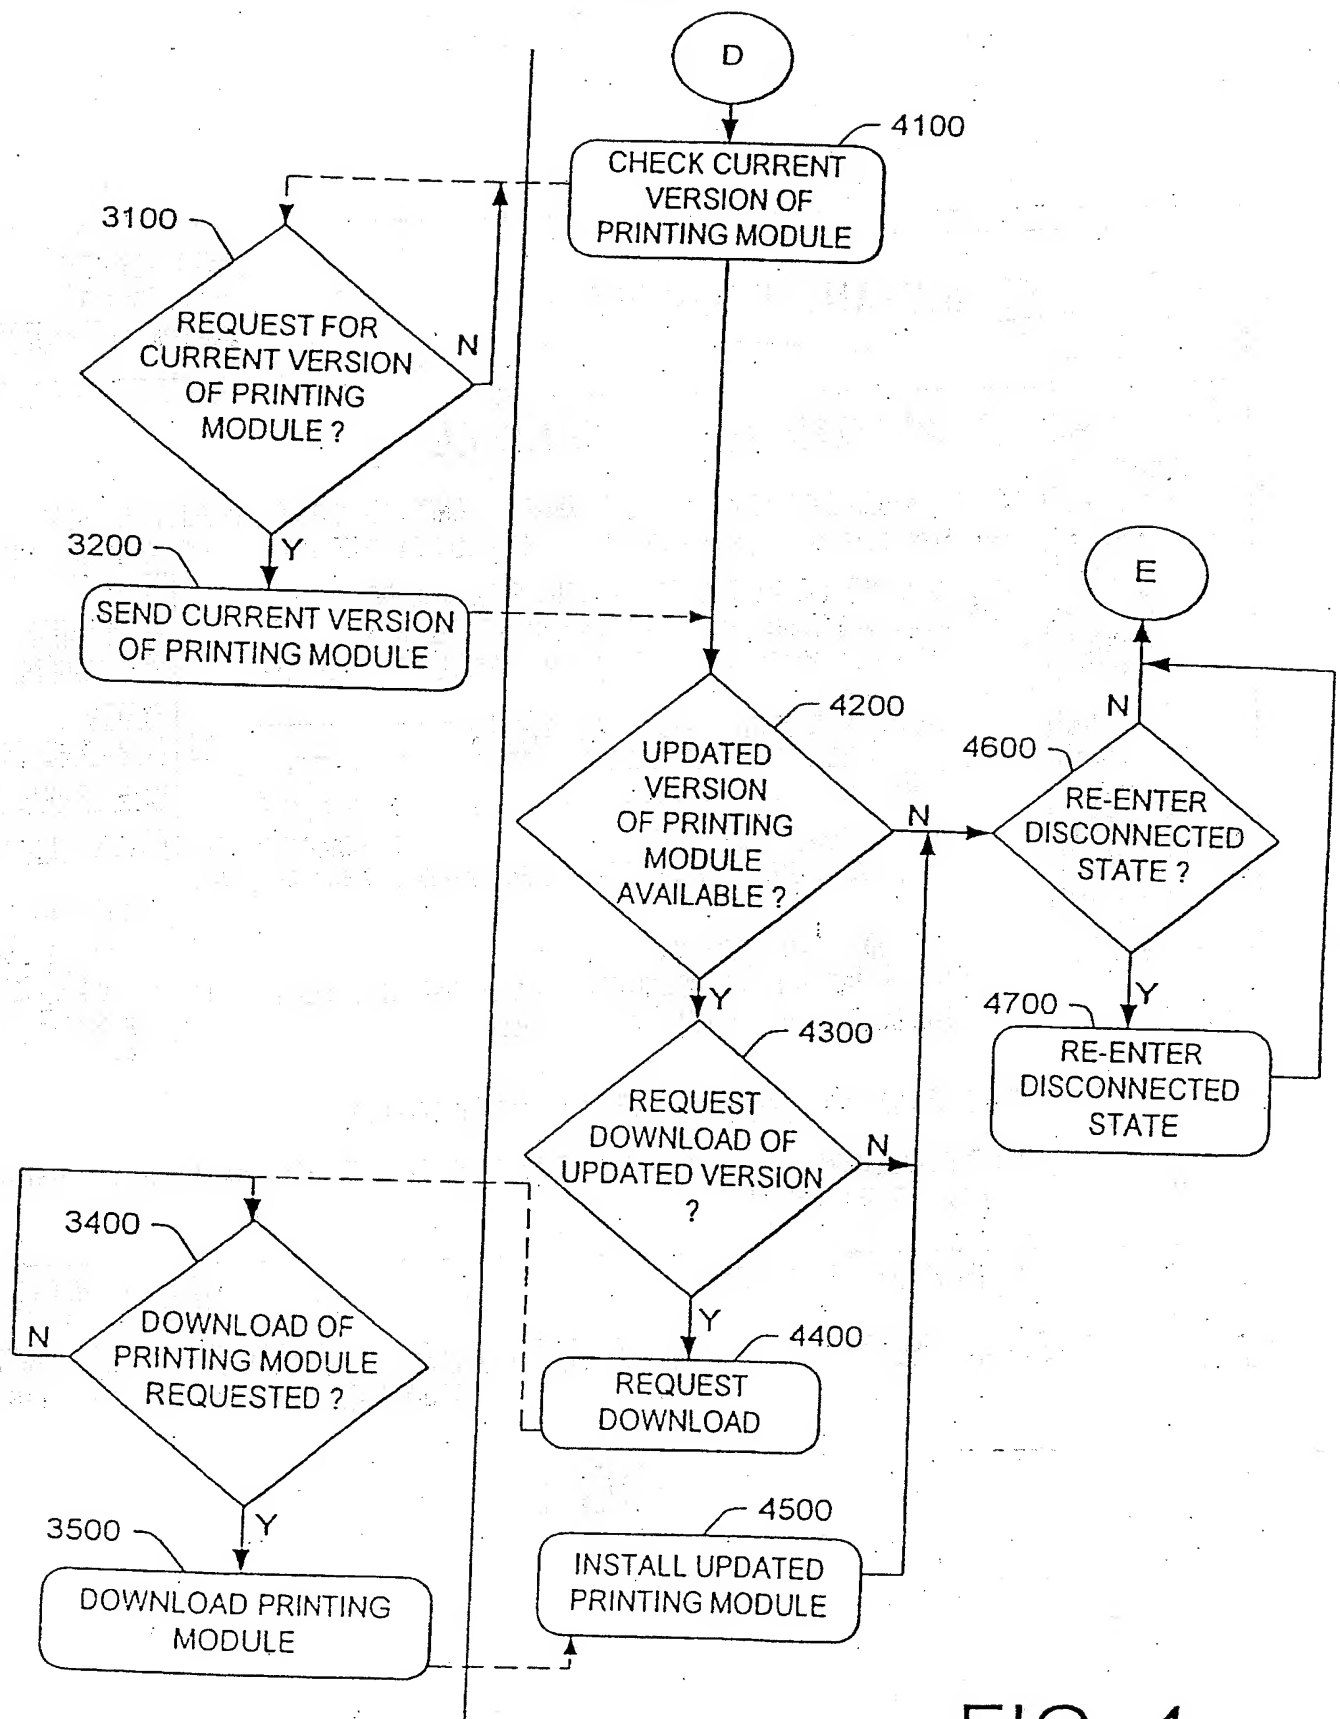 D
4100
CHECK CURRENT
VERSION OF
PRINTING MODULE
3100
REQUEST FOR
CURRENT VERSION
OF PRINTING
MODULE ?
N
Y
3200
SEND CURRENT VERSION
OF PRINTING MODULE
E
4200
UPDATED
VERSION
OF PRINTING
MODULE
AVAILABLE ?
N
Y
N
4600
RE-ENTER
DISCONNECTED
STATE ?
Y
4700
RE-ENTER
DISCONNECTED
STATE
4300
REQUEST
DOWNLOAD OF
UPDATED VERSION
?
N
Y
3400
DOWNLOAD OF
PRINTING MODULE
REQUESTED ?
N
Y
4400
REQUEST
DOWNLOAD
3500
DOWNLOAD PRINTING
MODULE
4500
INSTALL UPDATED
PRINTING MODULE